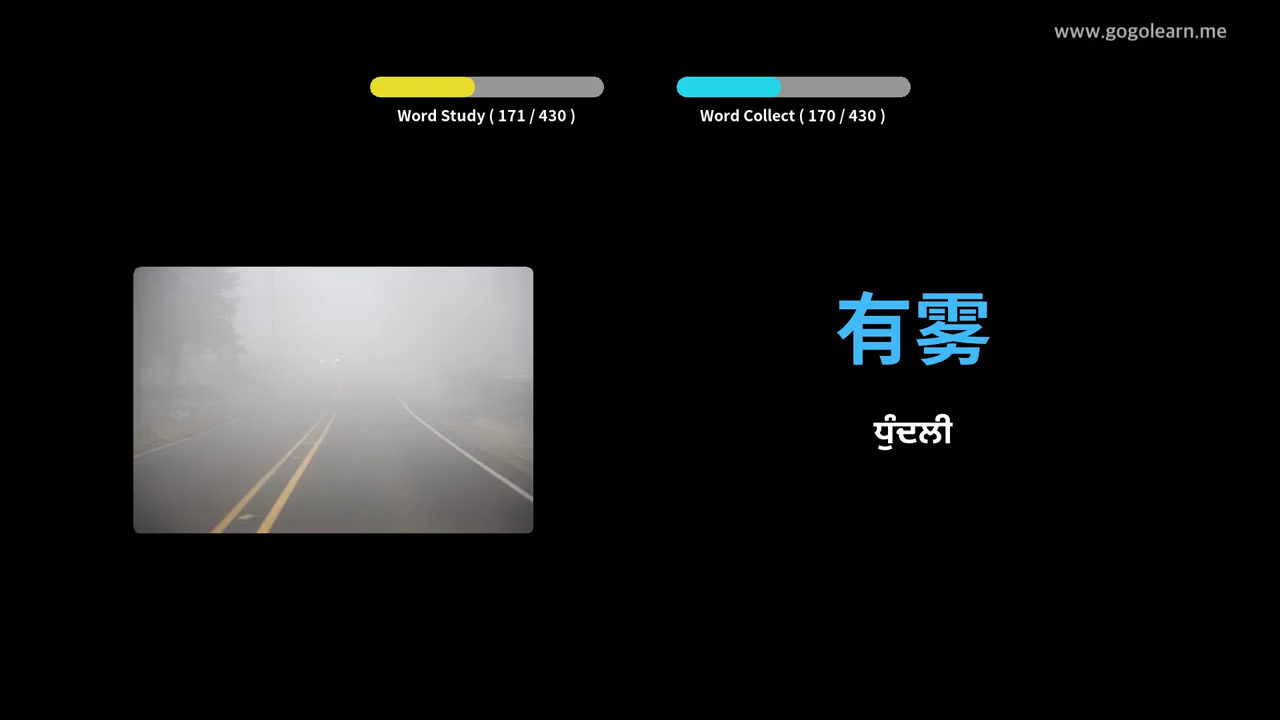 www.gogolearn.me
Word Study ( 171 / 430 )
Word Collect ( 170 / 430 )
有雾
ਧੁੰਦਲੀ